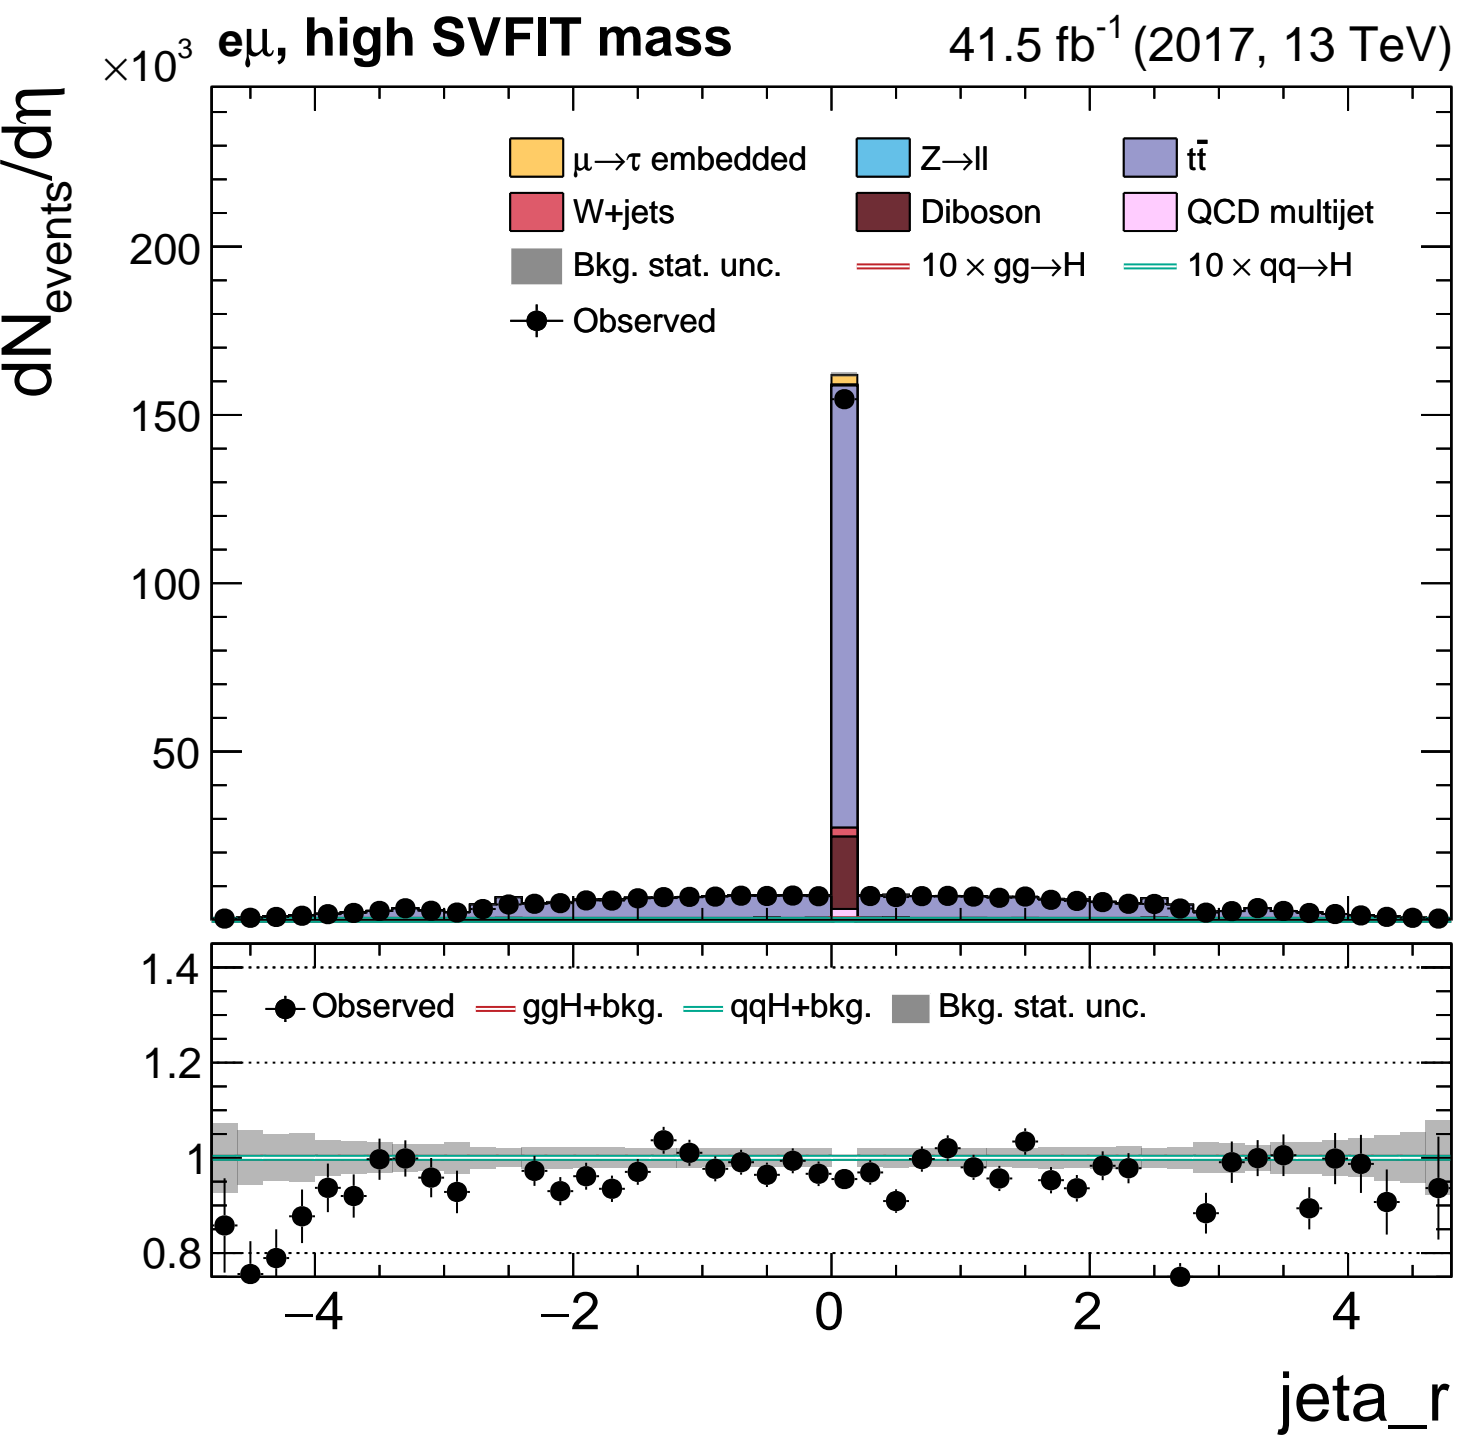 ×10³ eμ, high SVFIT mass 41.5 fb⁻¹ (2017, 13 TeV)
dN_events/dη
μ→τ embedded Z→ll tt̄
W+jets Diboson QCD multijet
Bkg. stat. unc. 10 × gg→H 10 × qq→H
Observed
200
150
100
50
1.4
Observed ggH+bkg. qqH+bkg. Bkg. stat. unc.
1.2
1
0.8
−4 −2 0 2 4
jeta_r